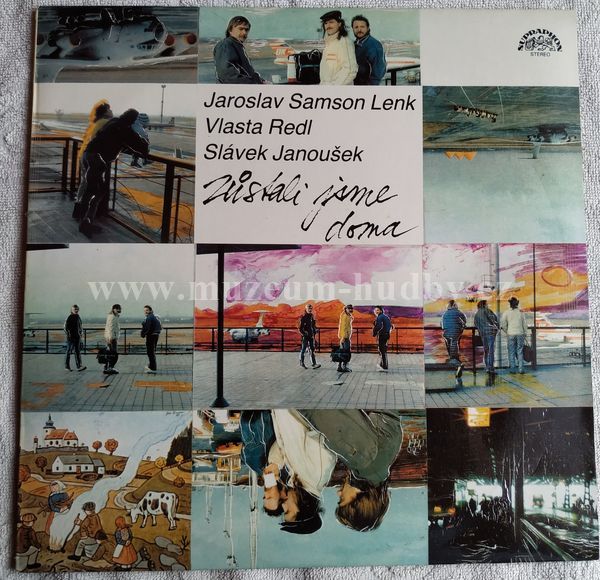 SUPRAPHON
STEREO
Jaroslav Samson Lenk
Vlasta Redl
Slávek Janoušek
Zůstali jsme
doma
www.muzeum-hudby.cz